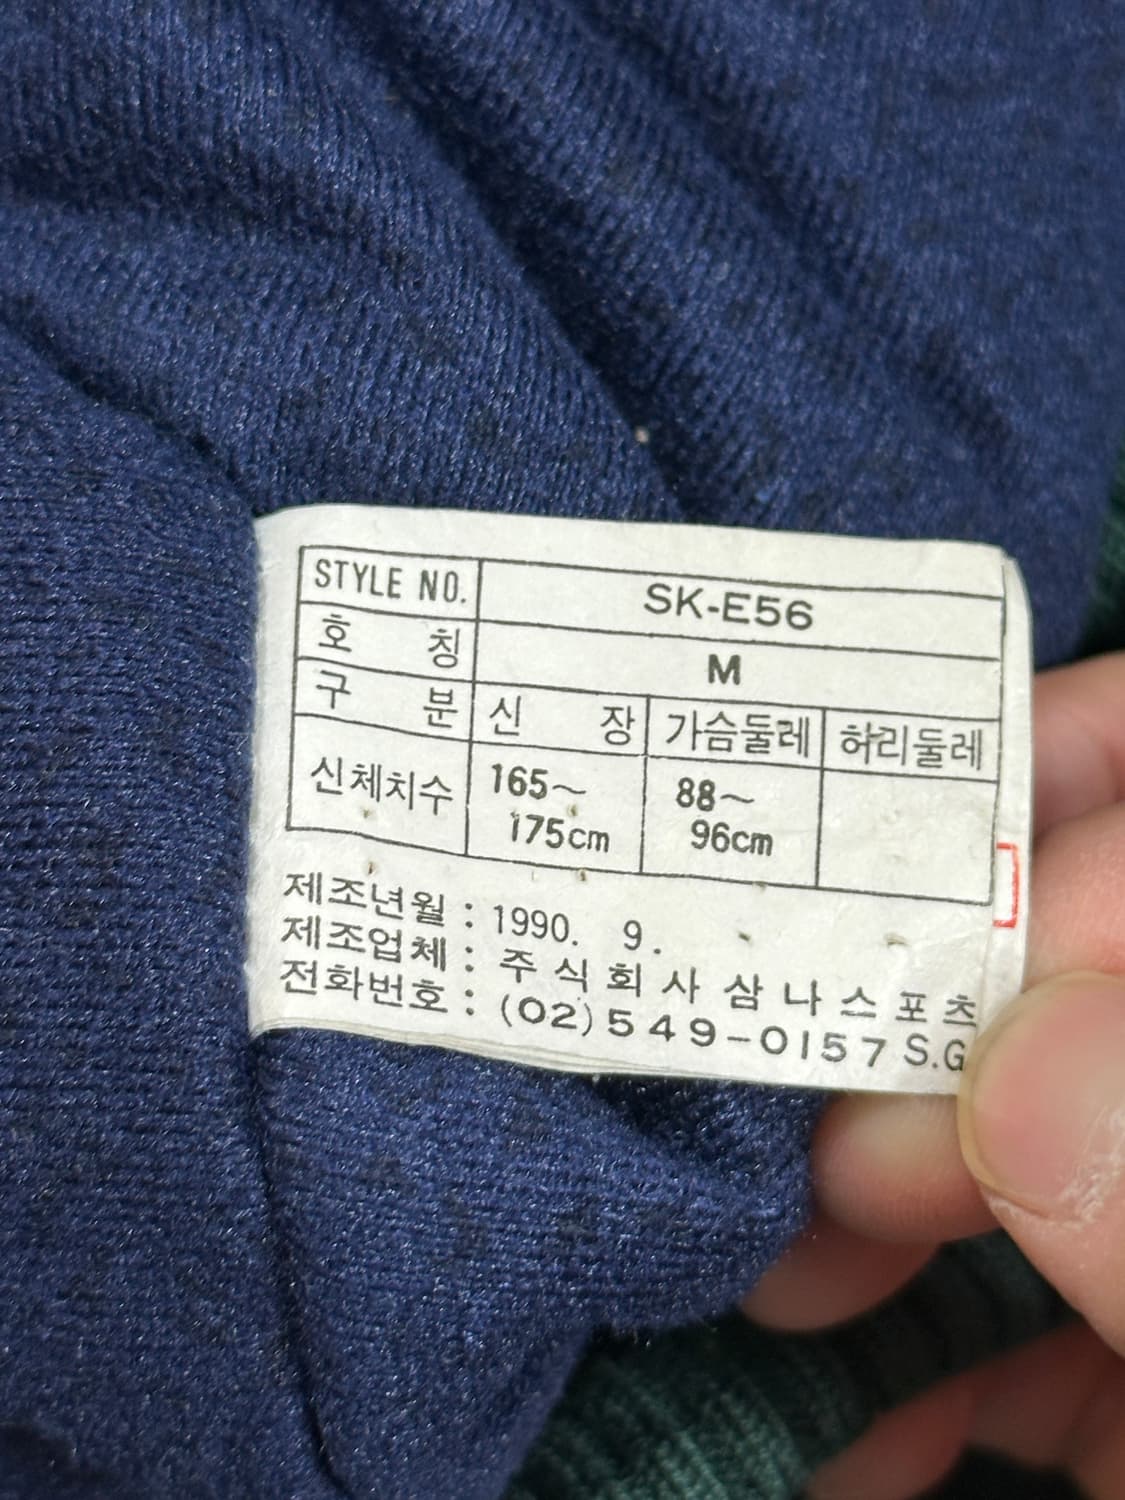 STYLE NO. SK-E56
호 칭 M
구 분 신 장 가슴둘레 허리둘레
신체치수 165~175cm 88~96cm
제조년월 : 1990. 9.
제조업체 : 주식회사 삼나스포츠
전화번호 : (02)549-0157 S.G